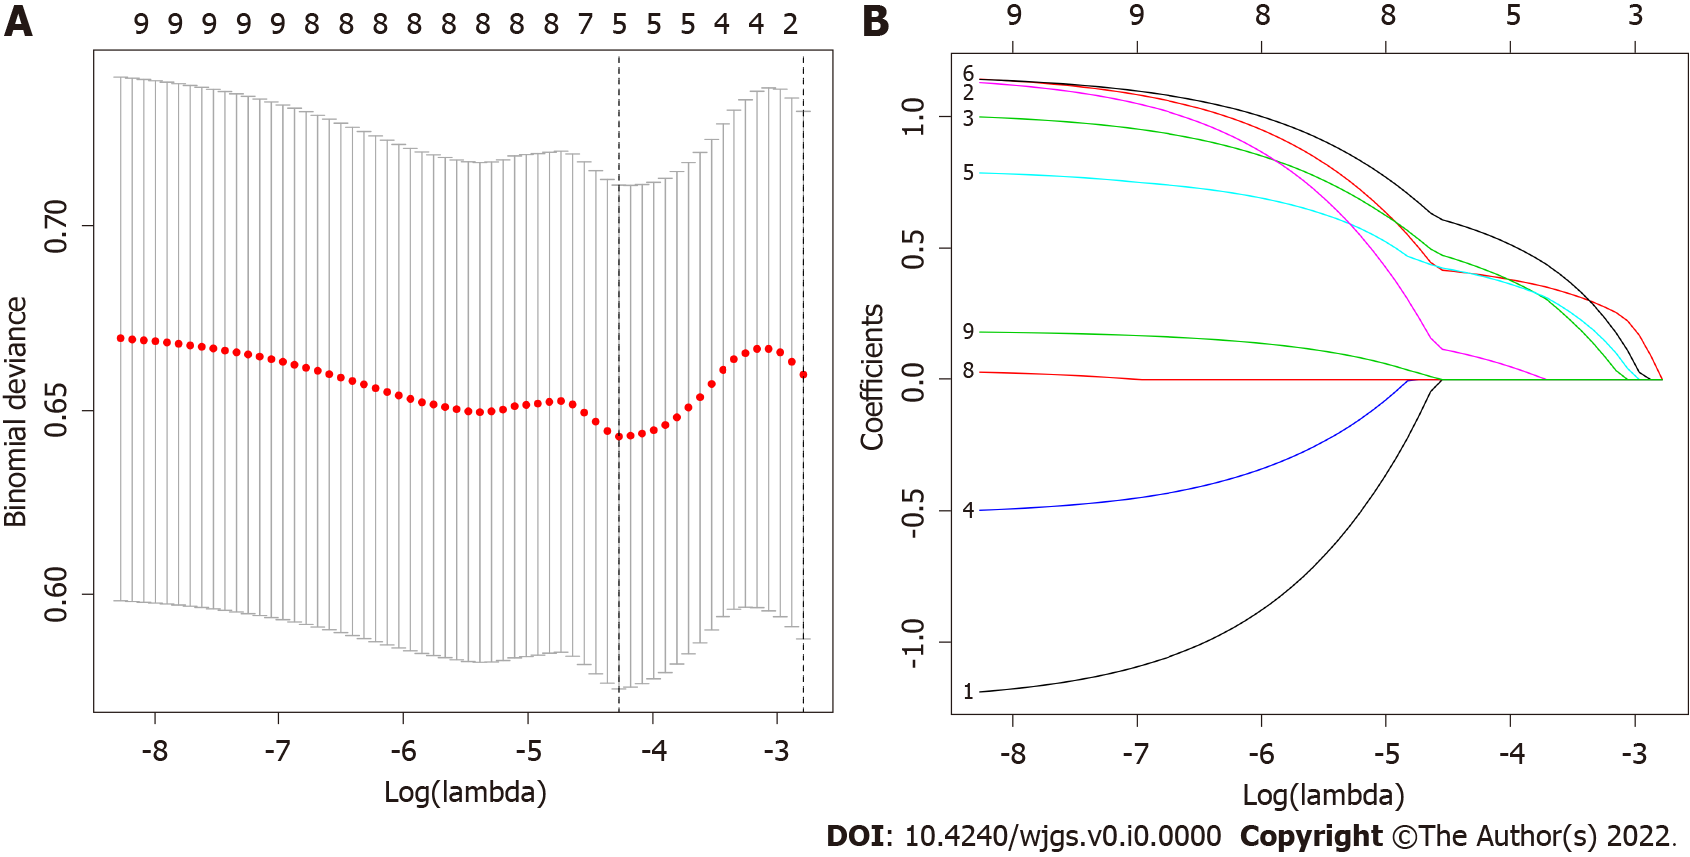 A
9 9 9 9 9 8 8 8 8 8 8 8 8 7 5 5 5 4 4 2
0.70
0.65
0.60
Binomial deviance
-8 -7 -6 -5 -4 -3
Log(lambda)
B
9 9 8 8 5 3
1.0
0.5
0.0
-0.5
-1.0
Coefficients
6
2
3
5
9
8
4
1
-8 -7 -6 -5 -4 -3
Log(lambda)
DOI: 10.4240/wjgs.v0.i0.0000 Copyright ©The Author(s) 2022.